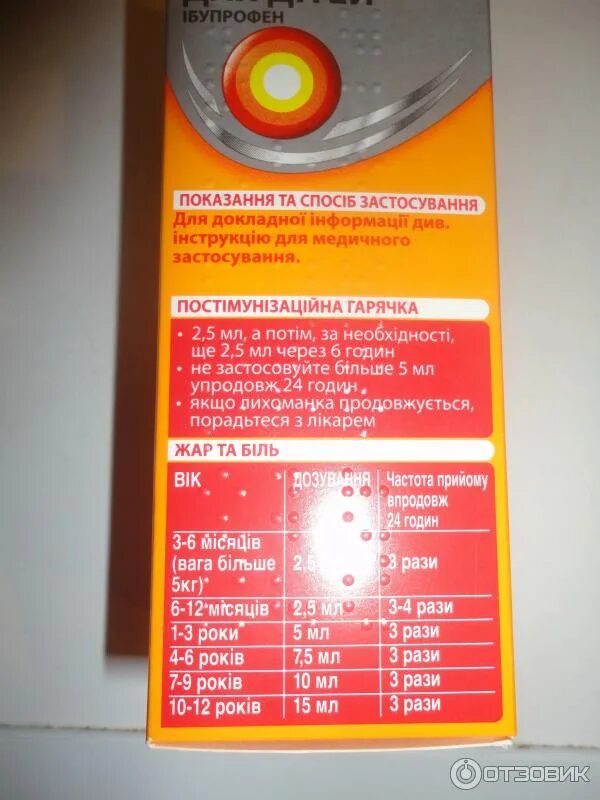 ІБУПРОФЕН
ПОКАЗАННЯ ТА СПОСІБ ЗАСТОСУВАННЯ
Для докладної інформації див.
інструкцію для медичного
застосування.
ПОСТІМУНІЗАЦІЙНА ГАРЯЧКА
• 2,5 мл, а потім, за необхідності,
ще 2,5 мл через 6 годин
• не застосовуйте більше 5 мл
упродовж 24 годин
• якщо лихоманка продовжується,
порадьтеся з лікарем
ЖАР ТА БІЛЬ
ВІК ДОЗУВАННЯ Частота прийому
впродовж
24 годин
3-6 місяців
(вага більше 2,5 3 рази
5кг)
6-12 місяців 2,5 мл 3-4 рази
1-3 роки 5 мл 3 рази
4-6 років 7,5 мл 3 рази
7-9 років 10 мл 3 рази
10-12 років 15 мл 3 рази
ОТЗОВИК